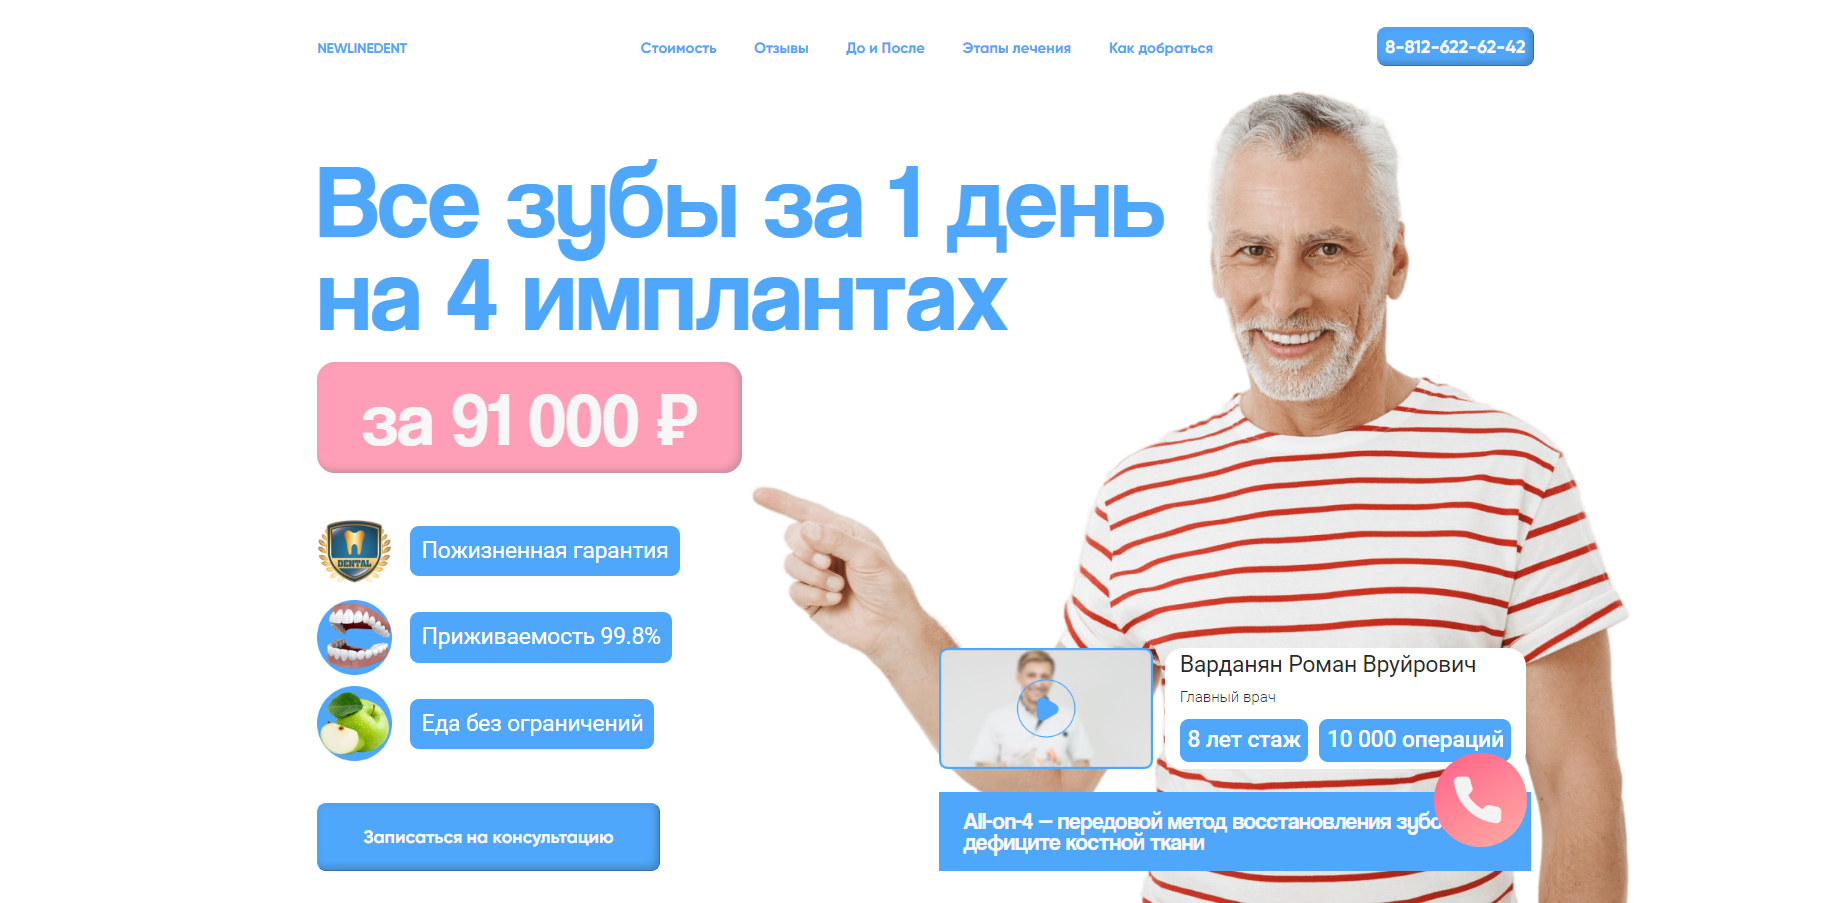 NEWLINEDENT
Стоимость
Отзывы
До и После
Этапы лечения
Как добраться
8-812-622-62-42
Все зубы за 1 день
на 4 имплантах
за 91 000 ₽
DENTAL
Пожизненная гарантия
Приживаемость 99.8%
Еда без ограничений
Записаться на консультацию
Варданян Роман Вруйрович
Главный врач
8 лет стаж
10 000 операций
All-on-4 – передовой метод восстановления
дефиците костной ткани